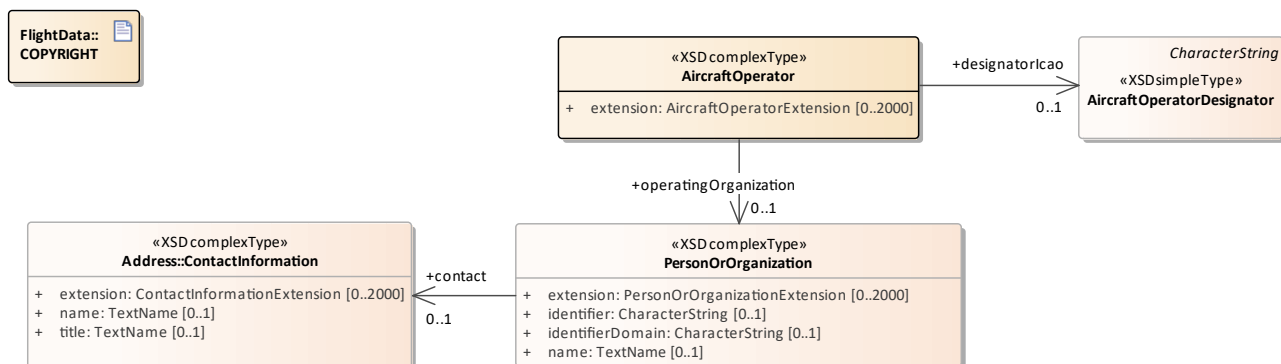 FlightData::
COPYRIGHT
«XSDcomplexType»
AircraftOperator
+ extension: AircraftOperatorExtension [0..2000]
+designatorIcao
0..1
CharacterString
«XSDsimpleType»
AircraftOperatorDesignator
+operatingOrganization
0..1
«XSDcomplexType»
Address::ContactInformation
+ extension: ContactInformationExtension [0..2000]
+ name: TextName [0..1]
+ title: TextName [0..1]
+contact
0..1
«XSDcomplexType»
PersonOrOrganization
+ extension: PersonOrOrganizationExtension [0..2000]
+ identifier: CharacterString [0..1]
+ identifierDomain: CharacterString [0..1]
+ name: TextName [0..1]